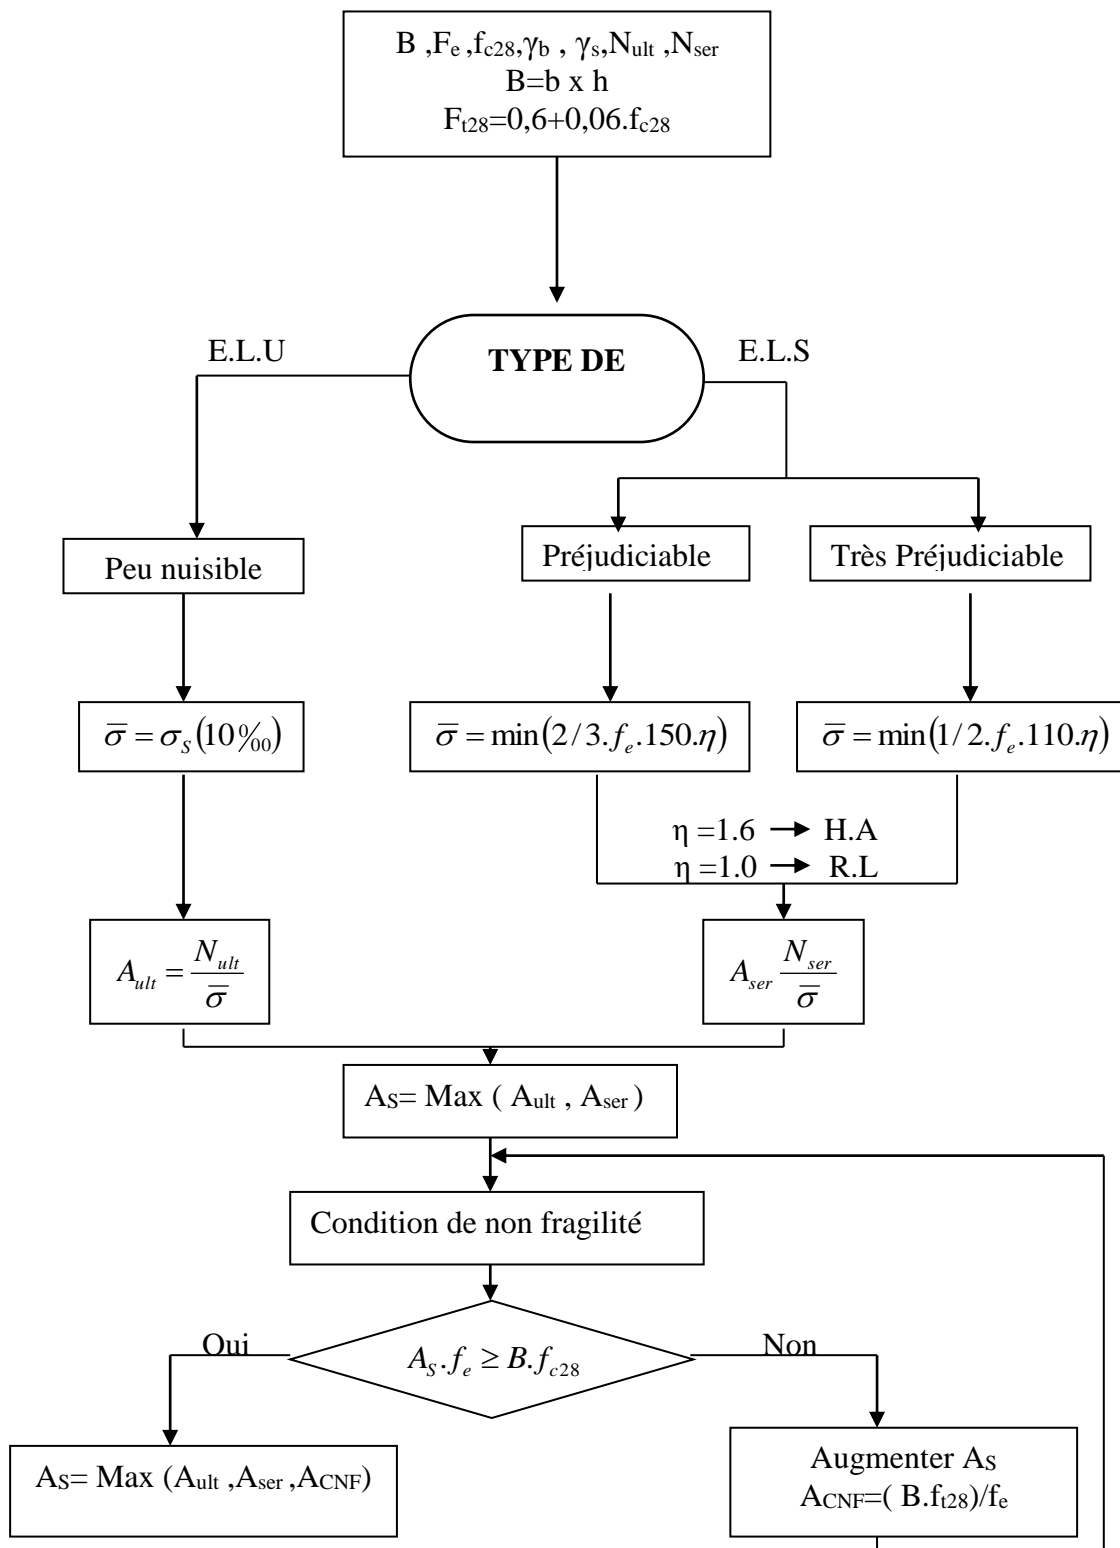 B ,Fe ,fc28,γb , γs,Nult ,Nser
B=b x h
Ft28=0,6+0,06.fc28
E.L.U
TYPE DE
E.L.S
Peu nuisible
Préjudiciable
Très Préjudiciable
σ̅ = σS(10‰)
σ̅ = min(2/3.fe.150.η)
σ̅ = min(1/2.fe.110.η)
η =1.6 → H.A
η =1.0 → R.L
Ault = Nult / σ̅
Aser Nser / σ̅
AS= Max ( Ault , Aser )
Condition de non fragilité
Oui
AS.fe ≥ B.fc28
Non
AS= Max (Ault ,Aser ,ACNF)
Augmenter AS
ACNF=( B.ft28)/fe